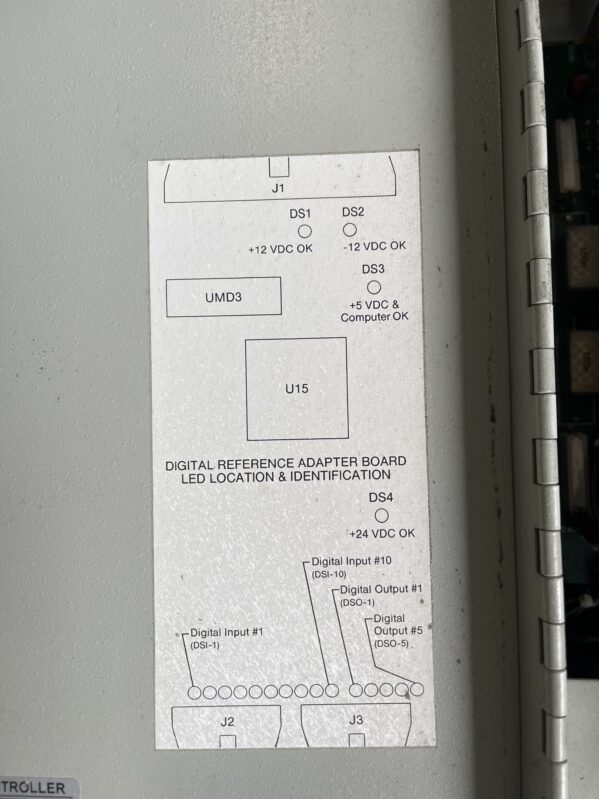 J1
DS1
DS2
+12 VDC OK
-12 VDC OK
DS3
+5 VDC &
Computer OK
UMD3
U15
DIGITAL REFERENCE ADAPTER BOARD
LED LOCATION & IDENTIFICATION
DS4
+24 VDC OK
Digital Input #10
(DSI-10)
Digital Output #1
(DSO-1)
Digital
Output #5
(DSO-5)
Digital Input #1
(DSI-1)
J2
J3
TROLLER